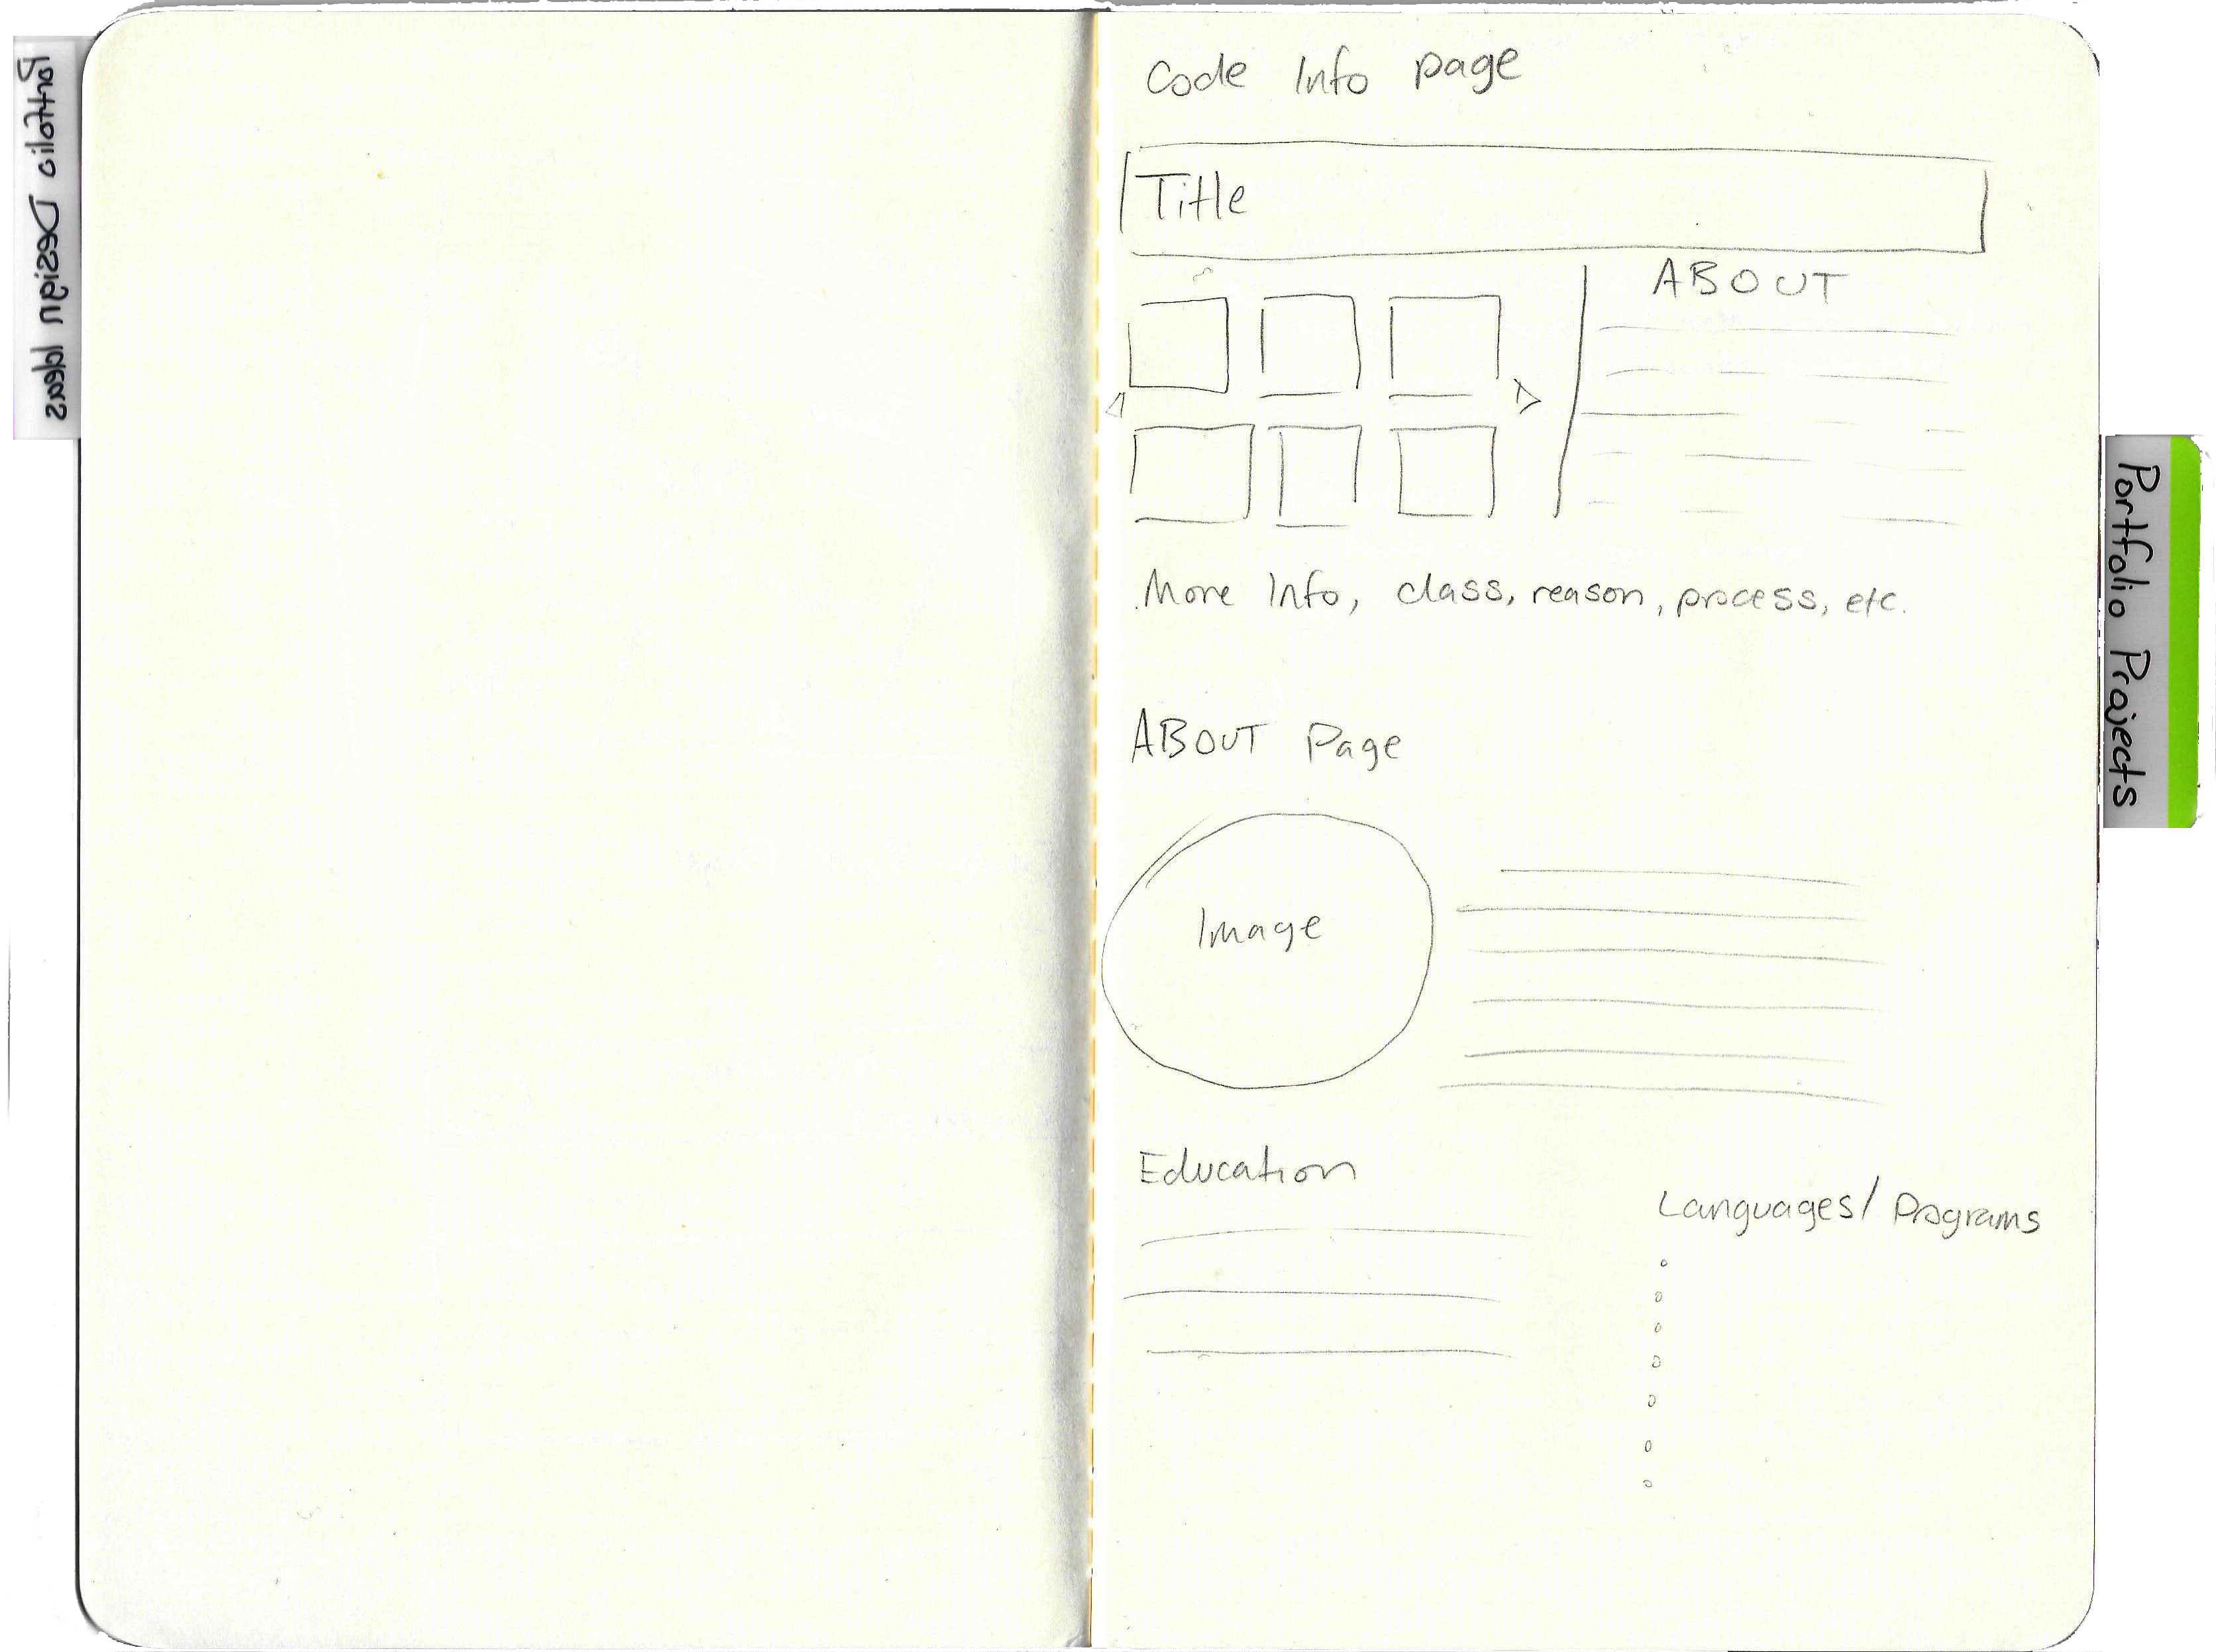 Portfolio Design Ideas
Code Info page
Title
ABOUT
More Info, class, reason, process, etc.
ABOUT Page
Image
Education
Languages/Programs
Portfolio Projects